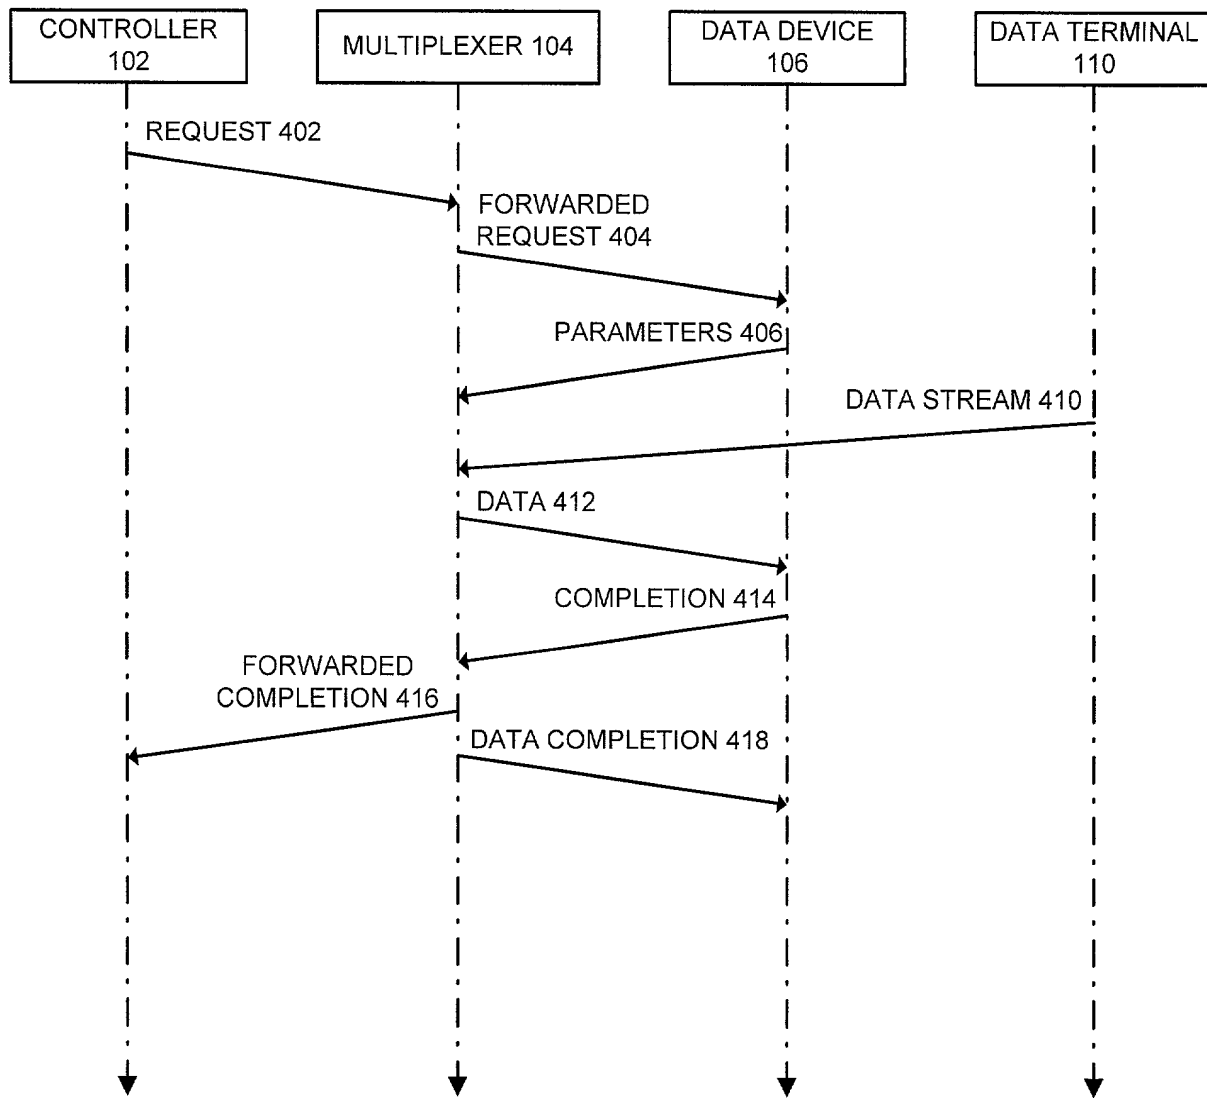 CONTROLLER
102
MULTIPLEXER 104
DATA DEVICE
106
DATA TERMINAL
110
REQUEST 402
FORWARDED
REQUEST 404
PARAMETERS 406
DATA STREAM 410
DATA 412
COMPLETION 414
FORWARDED
COMPLETION 416
DATA COMPLETION 418